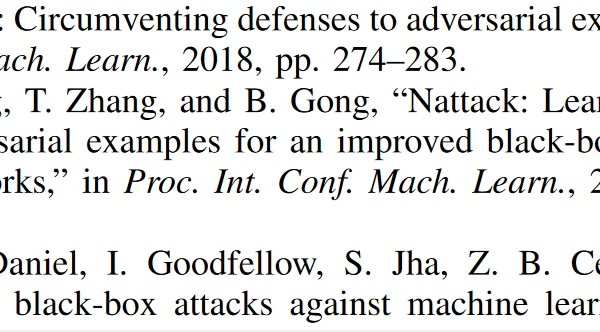 : Circumventing defenses to adversarial ex
ach. Learn., 2018, pp. 274–283.
g, T. Zhang, and B. Gong, “Nattack: Lear
sarial examples for an improved black-bo
orks,” in Proc. Int. Conf. Mach. Learn., 2
Daniel, I. Goodfellow, S. Jha, Z. B. Ce
black-box attacks against machine learn